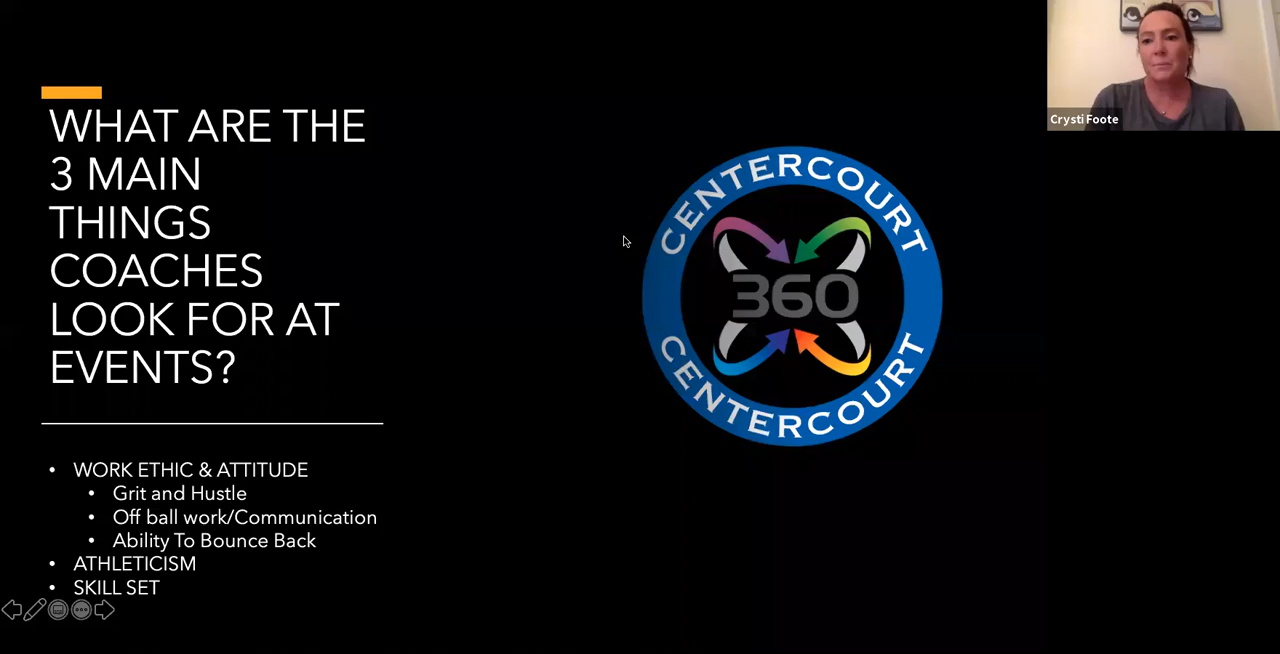 WHAT ARE THE
3 MAIN
THINGS
COACHES
LOOK FOR AT
EVENTS?
• WORK ETHIC & ATTITUDE
• Grit and Hustle
• Off ball work/Communication
• Ability To Bounce Back
• ATHLETICISM
• SKILL SET
CENTERCOURT
360
CENTERCOURT
Crysti Foote